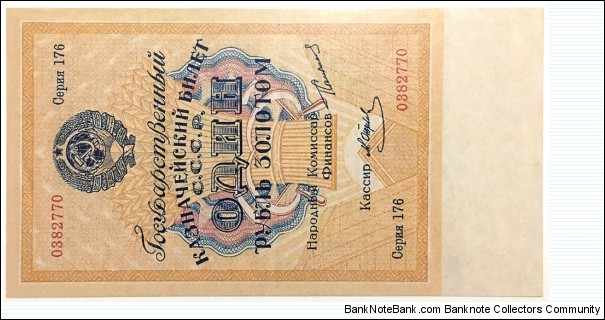 Серия 176
0382770
Государственный
КАЗНАЧЕЙСКИЙ БИЛЕТ
С.С.С.Р.
ОДИН
РУБЛЬ ЗОЛОТОМ
Народный Комиссар
Финансов
Кассир
0382770
Серия 176
BankNoteBank.com Banknote Collectors Community